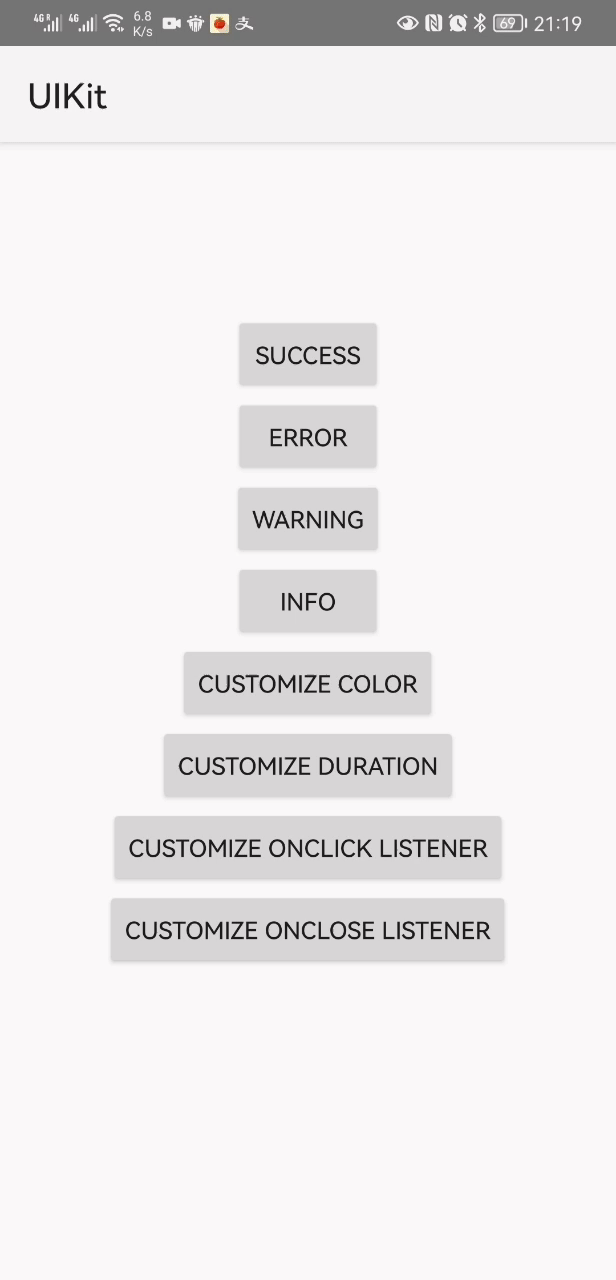 4G R 4G 6.8 K/s 支 69 21:19
UIKit
SUCCESS
ERROR
WARNING
INFO
CUSTOMIZE COLOR
CUSTOMIZE DURATION
CUSTOMIZE ONCLICK LISTENER
CUSTOMIZE ONCLOSE LISTENER